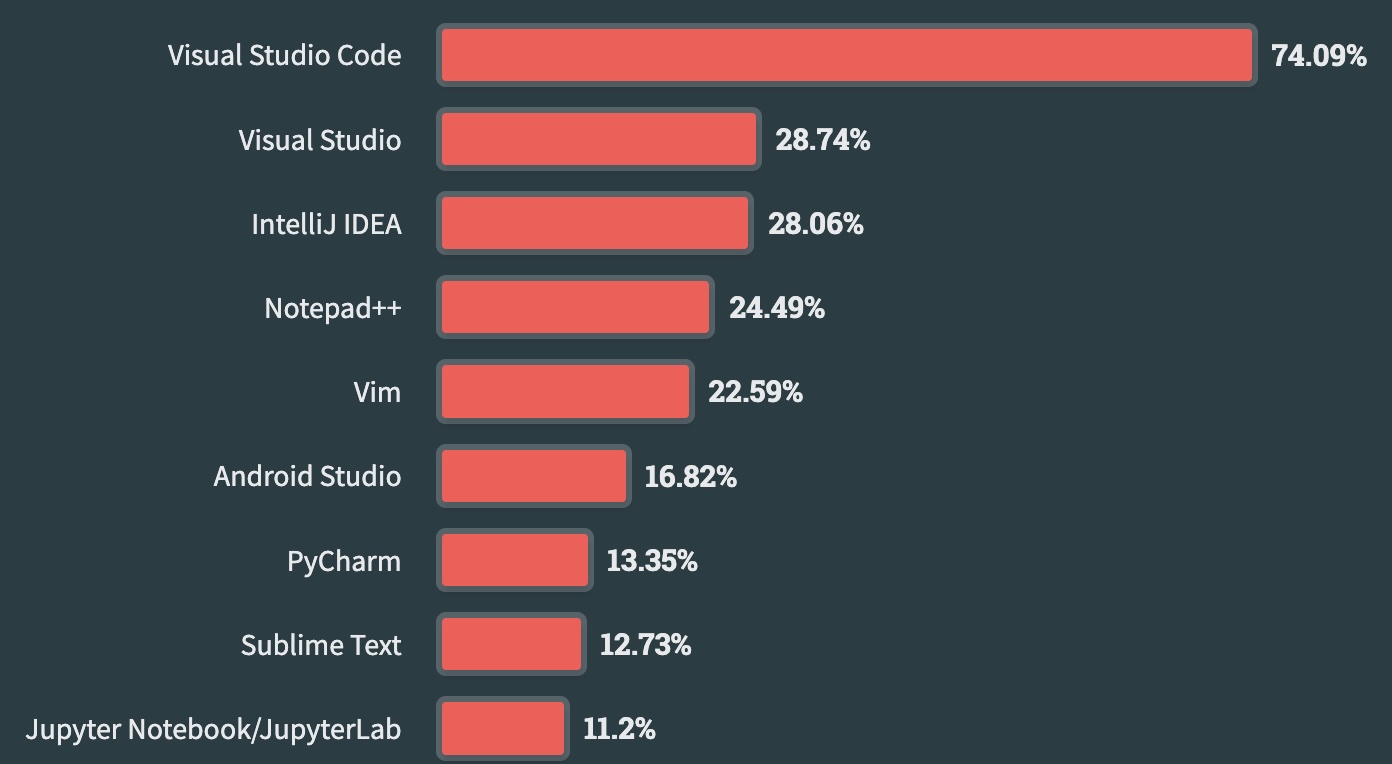 Visual Studio Code 74.09%
Visual Studio 28.74%
IntelliJ IDEA 28.06%
Notepad++ 24.49%
Vim 22.59%
Android Studio 16.82%
PyCharm 13.35%
Sublime Text 12.73%
Jupyter Notebook/JupyterLab 11.2%